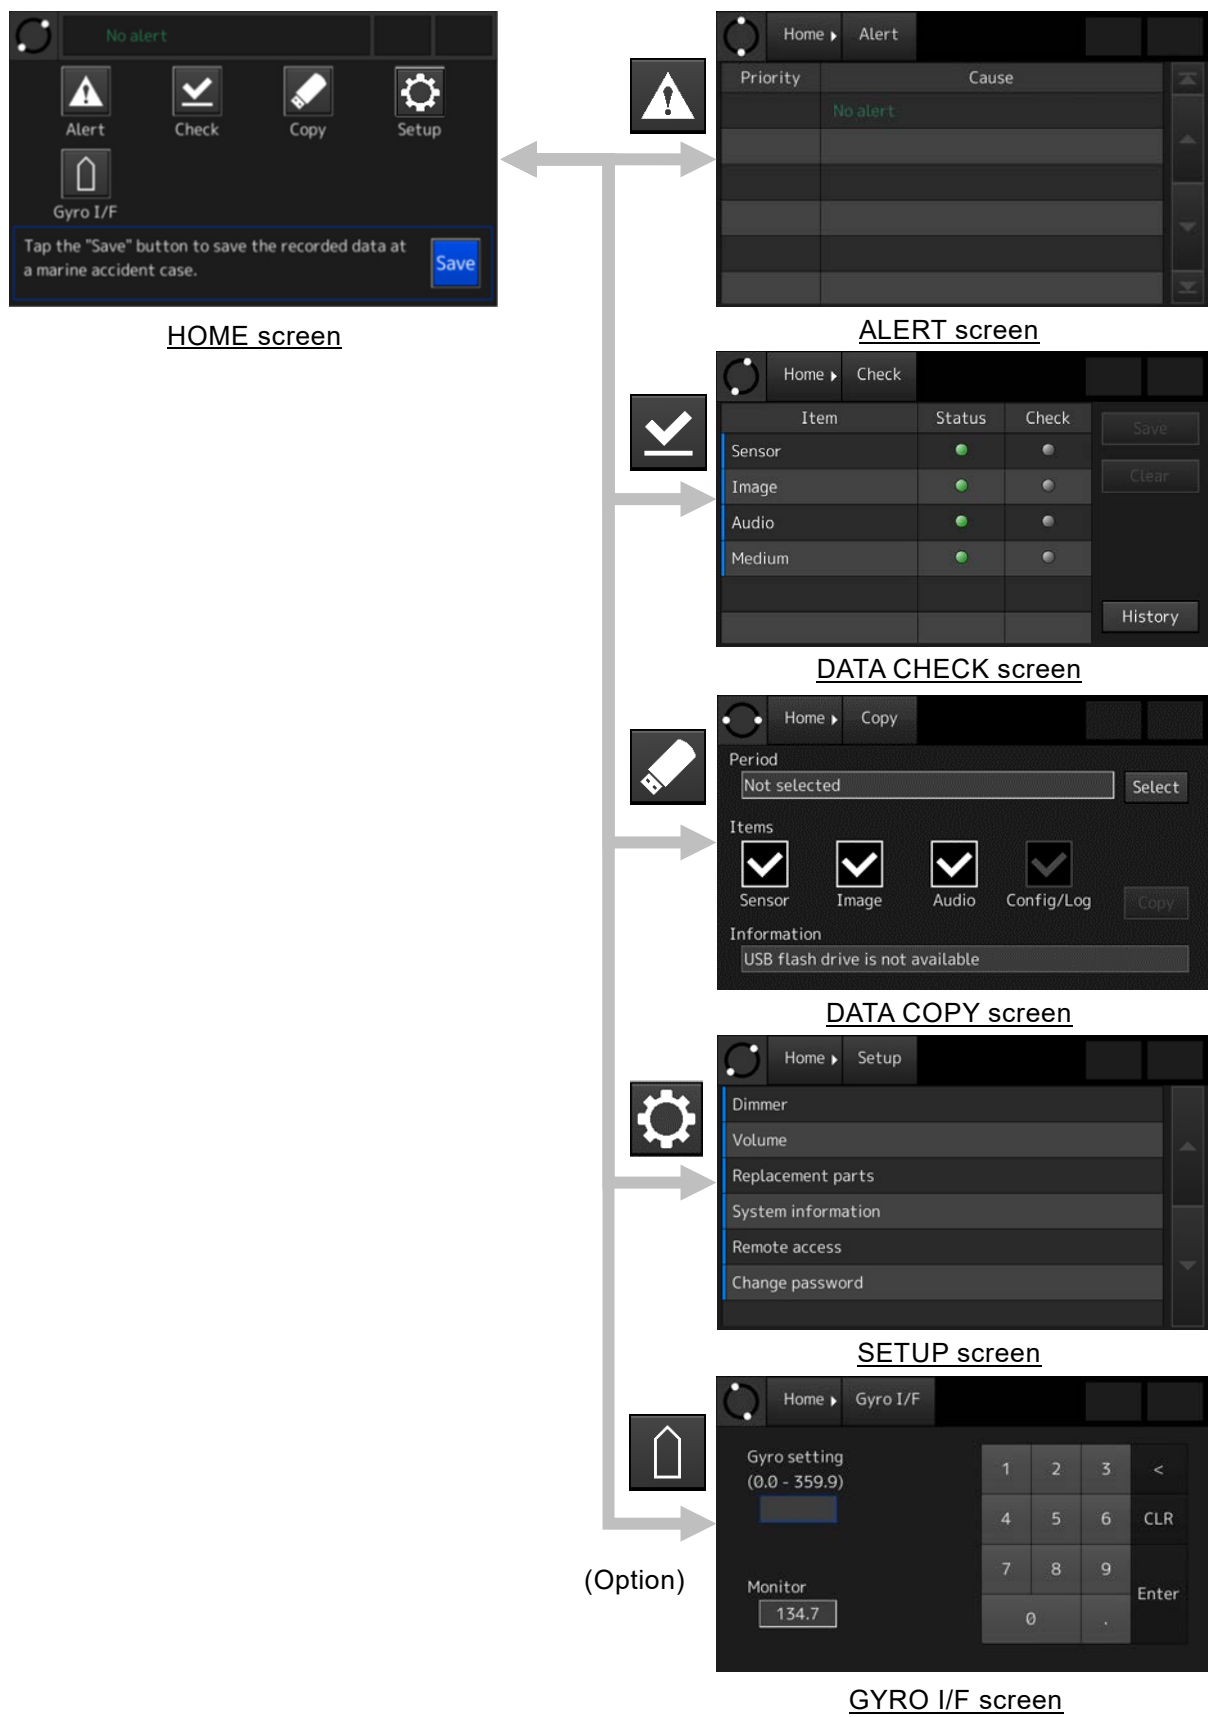 No alert
Alert
Check
Copy
Setup
Gyro I/F
Tap the "Save" button to save the recorded data at
a marine accident case.
Save
HOME screen
Home
Alert
Priority
Cause
No alert
ALERT screen
Home
Check
Item
Status
Check
Save
Sensor
Image
Clear
Audio
Medium
History
DATA CHECK screen
Home
Copy
Period
Not selected
Select
Items
Sensor
Image
Audio
Config/Log
Copy
Information
USB flash drive is not available
DATA COPY screen
Home
Setup
Dimmer
Volume
Replacement parts
System information
Remote access
Change password
SETUP screen
Home
Gyro I/F
Gyro setting
(0.0 - 359.9)
1 2 3 <
4 5 6 CLR
7 8 9
Enter
0 .
Monitor
134.7
(Option)
GYRO I/F screen